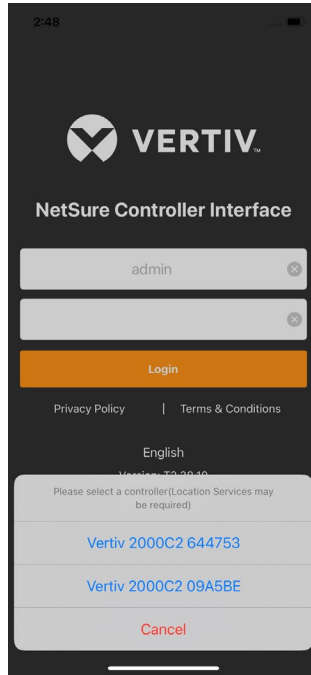 2:48
VERTIV™
NetSure Controller Interface
admin
Login
Privacy Policy | Terms & Conditions
English
Please select a controller(Location Services may
be required)
Vertiv 2000C2 644753
Vertiv 2000C2 09A5BE
Cancel